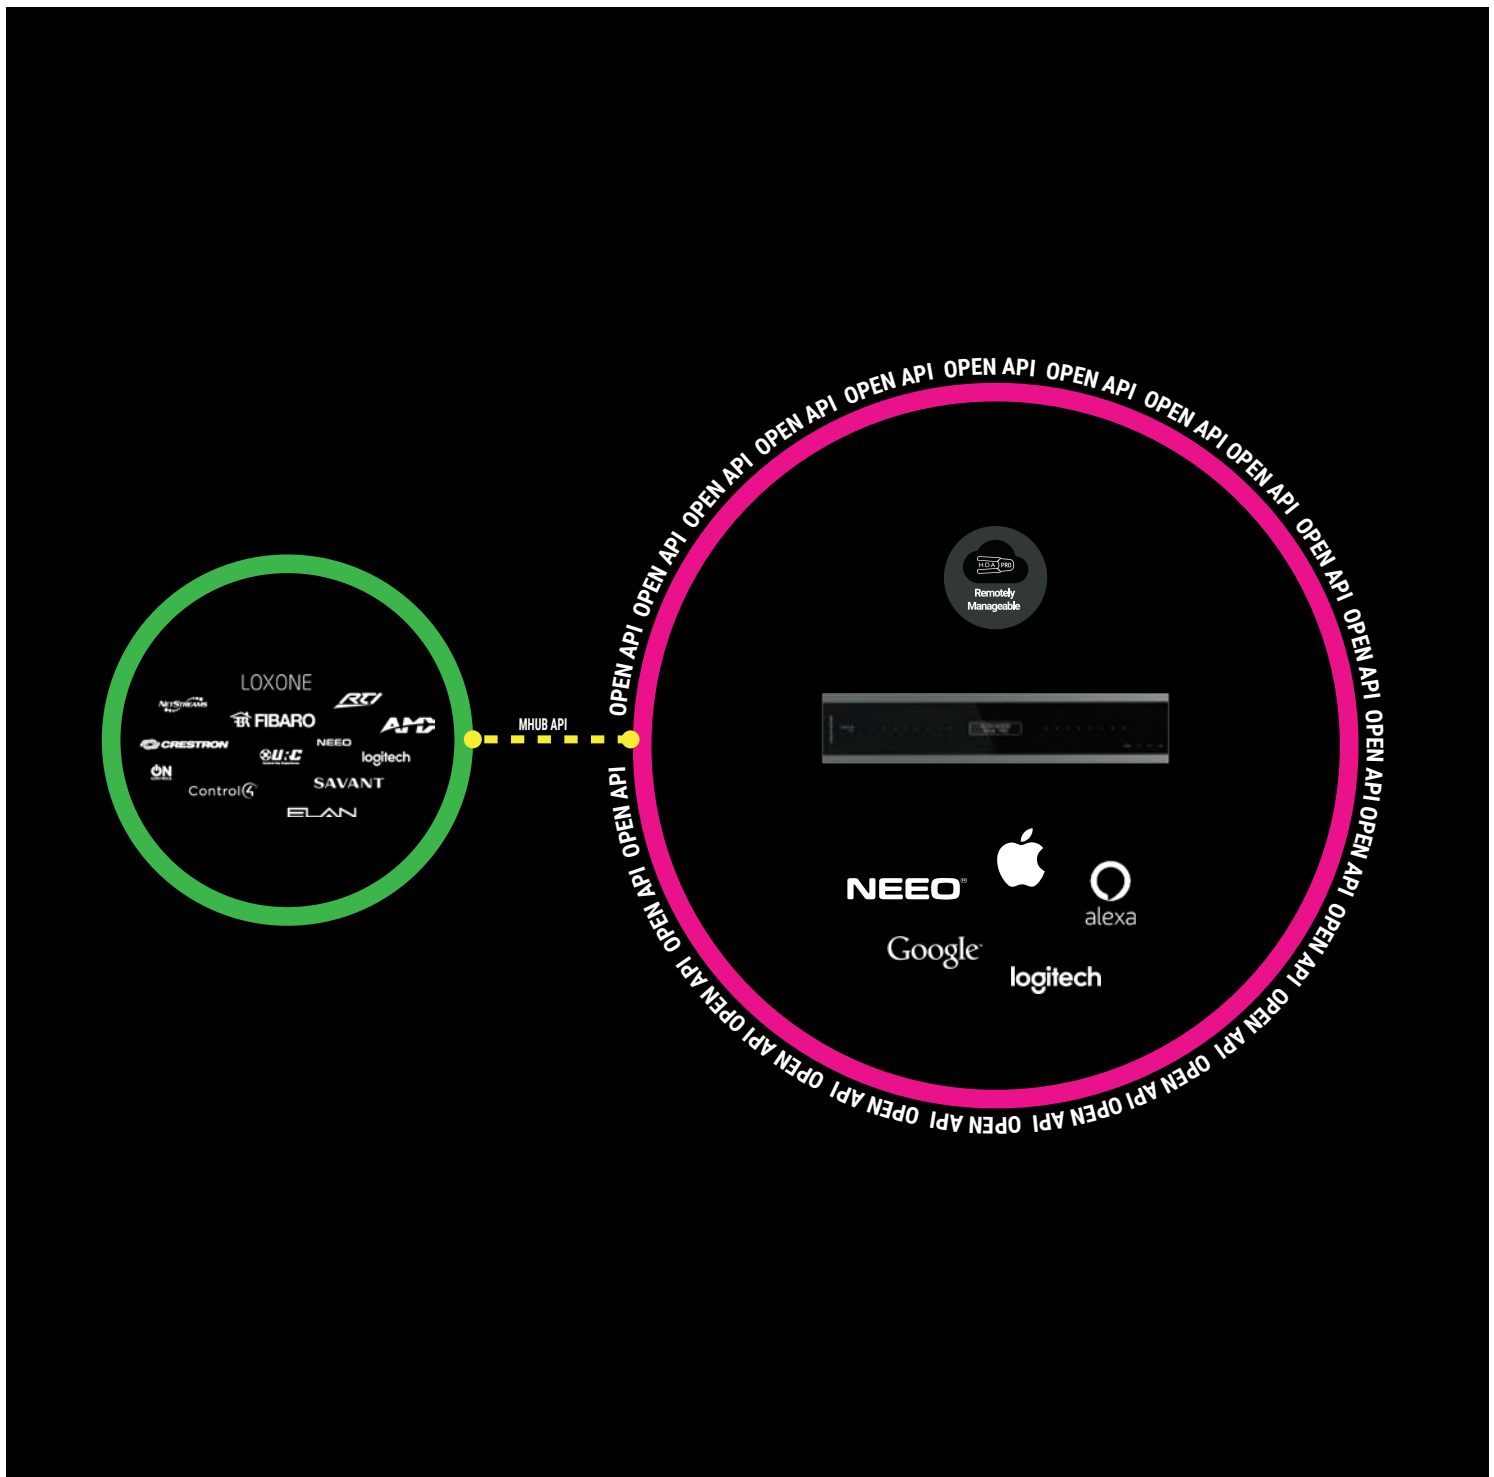 OPEN API OPEN API OPEN API OPEN API OPEN API OPEN API OPEN API OPEN API OPEN API OPEN API OPEN API OPEN API OPEN API OPEN API OPEN API OPEN API OPEN API OPEN API OPEN API OPEN API OPEN API OPEN API OPEN API
HDA PRO
Remotely
Manageable
LOXONE
NETSTREAMS
RTI
FIBARO
AMX
MHUB API
CRESTRON
URC
NEEO
logitech
ON
CONTROLS
Control4
SAVANT
ELAN
NEEO
alexa
Google
logitech